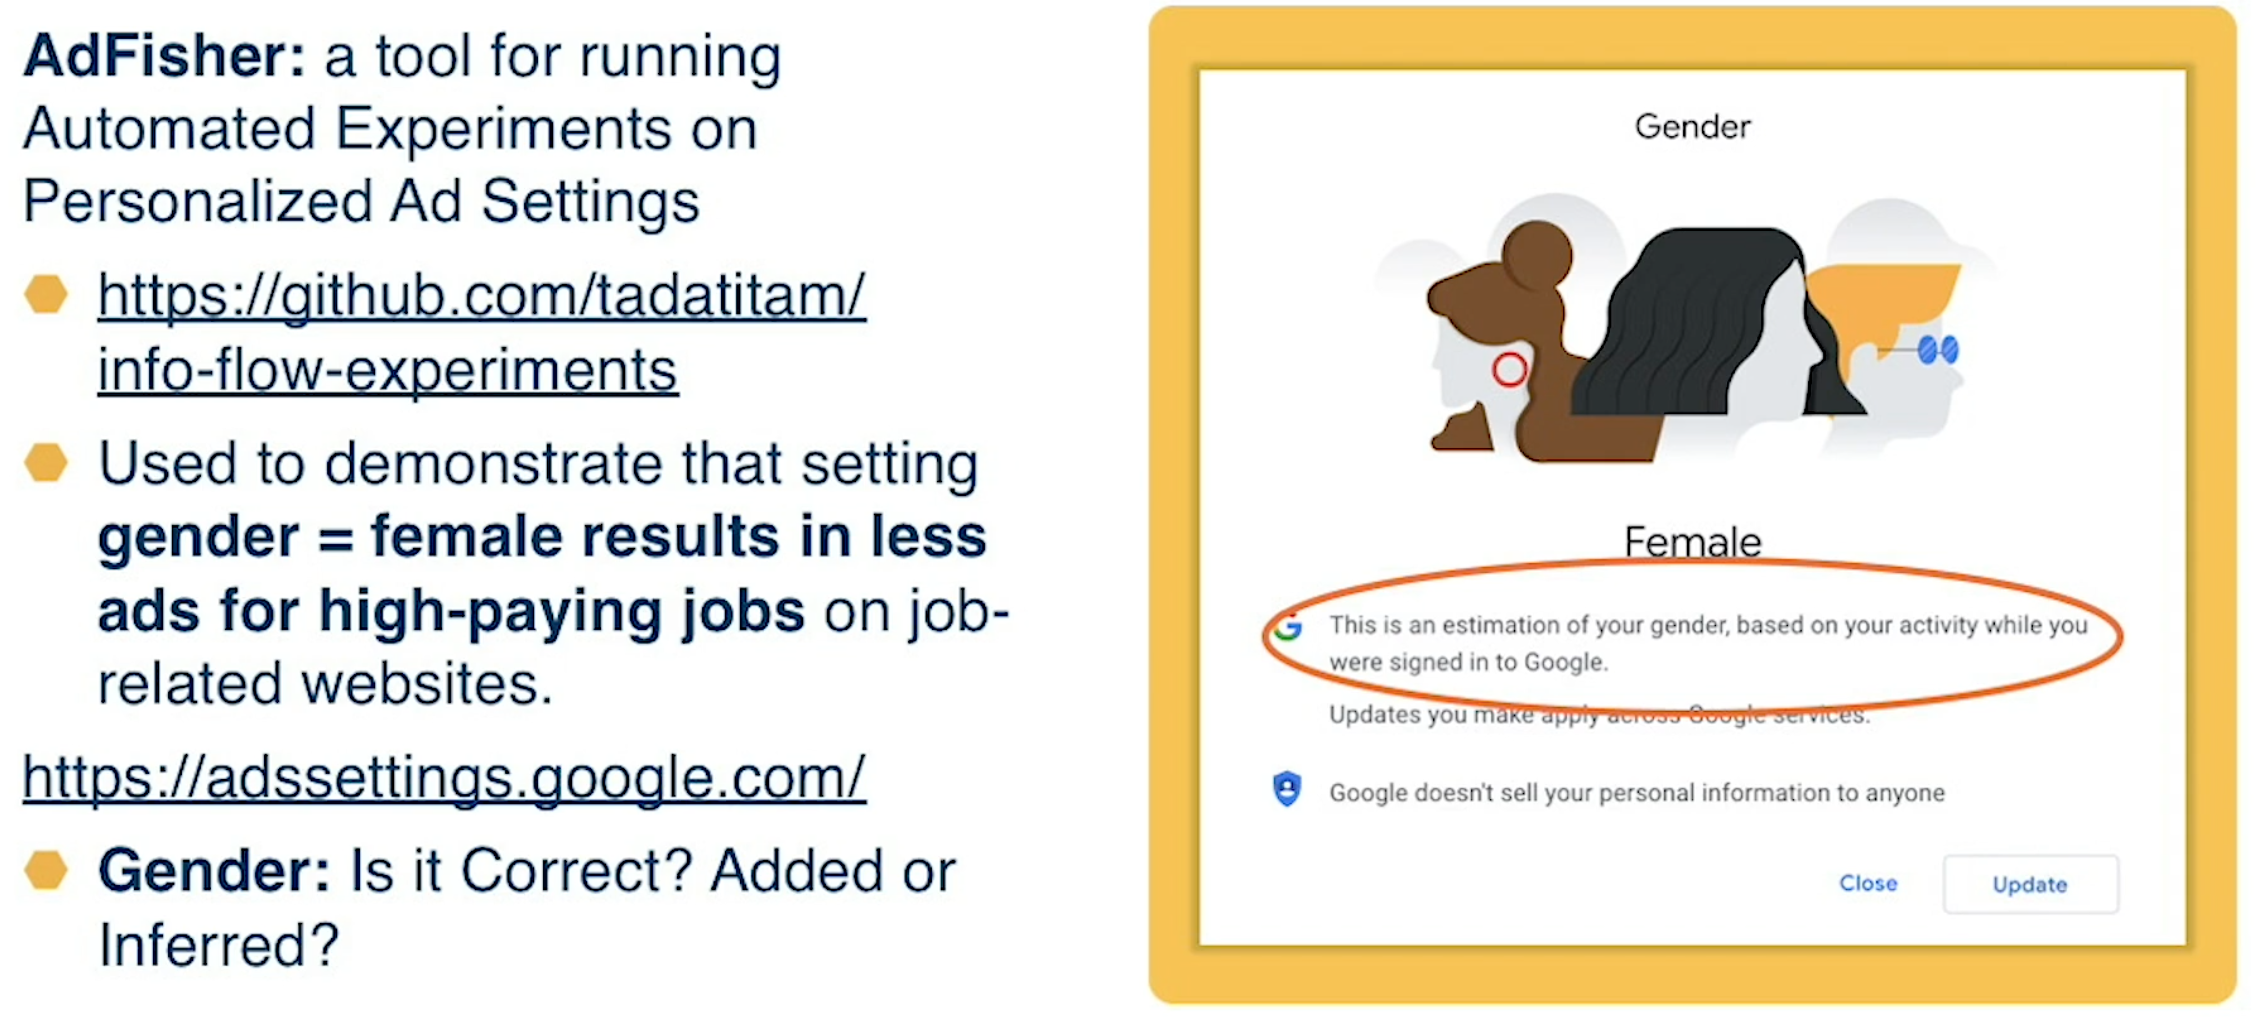 AdFisher: a tool for running
Automated Experiments on
Personalized Ad Settings
https://github.com/tadatitam/
info-flow-experiments
Used to demonstrate that setting
gender = female results in less
ads for high-paying jobs on job-
related websites.
https://adssettings.google.com/
Gender: Is it Correct? Added or
Inferred?
Gender
Female
This is an estimation of your gender, based on your activity while you
were signed in to Google.
Updates you make apply across Google services.
Google doesn't sell your personal information to anyone
Close
Update